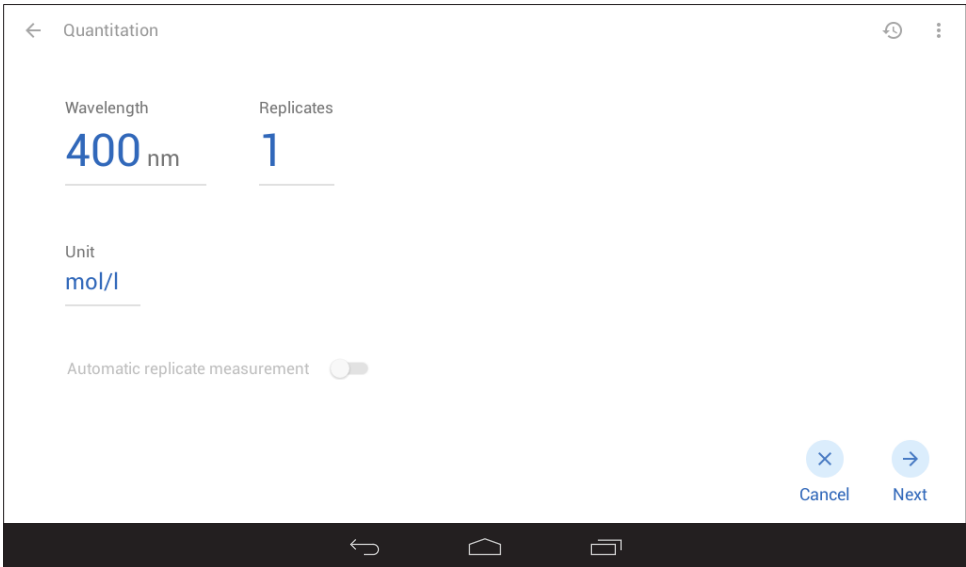 Quantitation
Wavelength
400 nm
Replicates
1
Unit
mol/l
Automatic replicate measurement
Cancel
Next